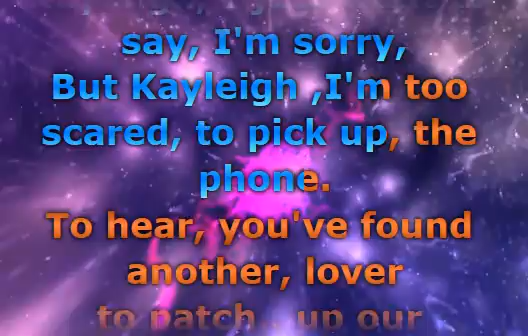 say, I'm sorry,
But Kayleigh ,I'm too
scared, to pick up, the
phone.
To hear, you've found
another, lover
to patch.. up our